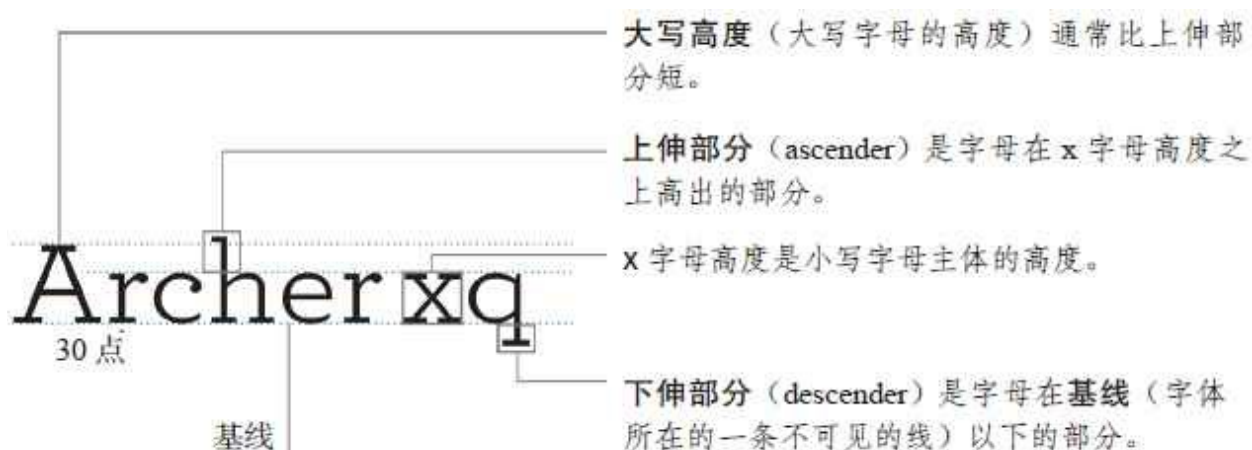 大写高度（大写字母的高度）通常比上伸部
分短。
上伸部分（ascender）是字母在 x 字母高度之
上高出的部分。
x 字母高度是小写字母主体的高度。
Archer xq
30 点
下伸部分（descender）是字母在基线（字体
所在的一条不可见的线）以下的部分。
基线